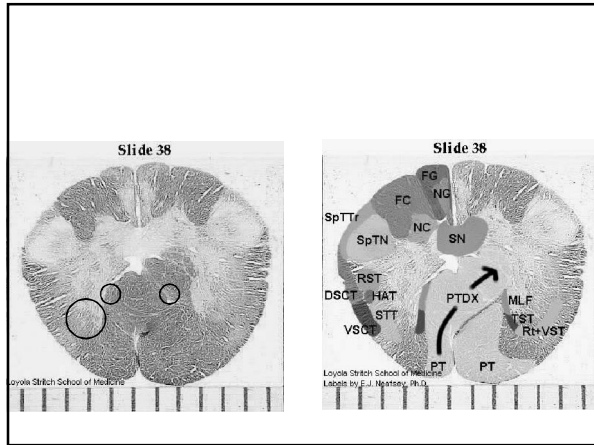 Slide 38
Loyola Stritch School of Medicine
Slide 38
FG
NG
FC
SpTTr
SpTN
NC
SN
RST
DSCT
HAT
PTDX
MLF
STT
TST
Rt+VST
VSCT
PT
PT
Loyola Stritch School of Medicine
Labels by E.J. Neafsey, Ph.D.